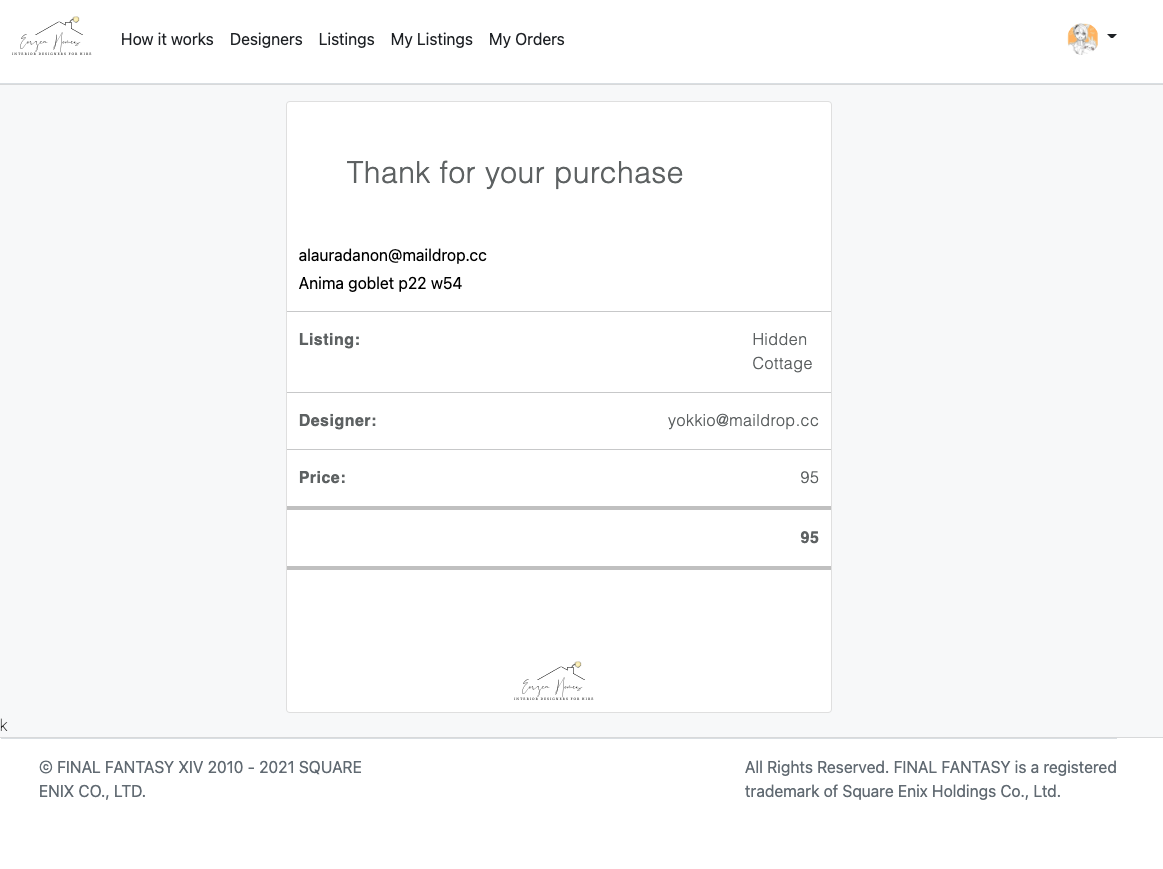 Eorzea Homes
INTERIOR DESIGNERS FOR HIRE
How it works Designers Listings My Listings My Orders
Thank for your purchase
alauradanon@maildrop.cc
Anima goblet p22 w54
Listing: Hidden
Cottage
Designer: yokkio@maildrop.cc
Price: 95
95
Eorzea Homes
INTERIOR DESIGNERS FOR HIRE
k
© FINAL FANTASY XIV 2010 - 2021 SQUARE
ENIX CO., LTD.
All Rights Reserved. FINAL FANTASY is a registered
trademark of Square Enix Holdings Co., Ltd.